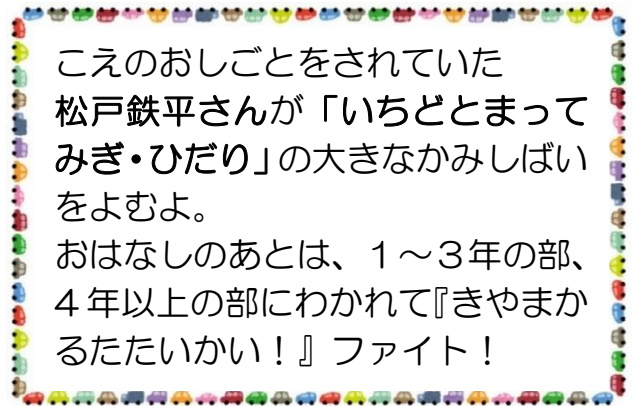 こえのおしごとをされていた
松戸鉄平さんが「いちどとまって
みぎ・ひだり」の大きなかみしばい
をよむよ。
おはなしのあとは、１～３年の部、
４年以上の部にわかれて『きやまか
るたたいかい！』ファイト！